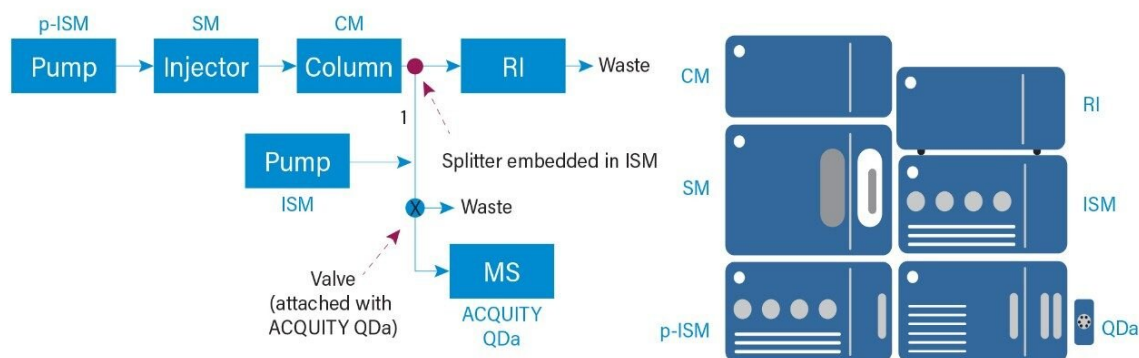 p-ISM
SM
CM
Pump
Injector
Column
RI
Waste
1
Pump
ISM
Splitter embedded in ISM
X
Waste
Valve
(attached with
ACQUITY QDa)
MS
ACQUITY
QDa
CM
RI
SM
ISM
p-ISM
QDa